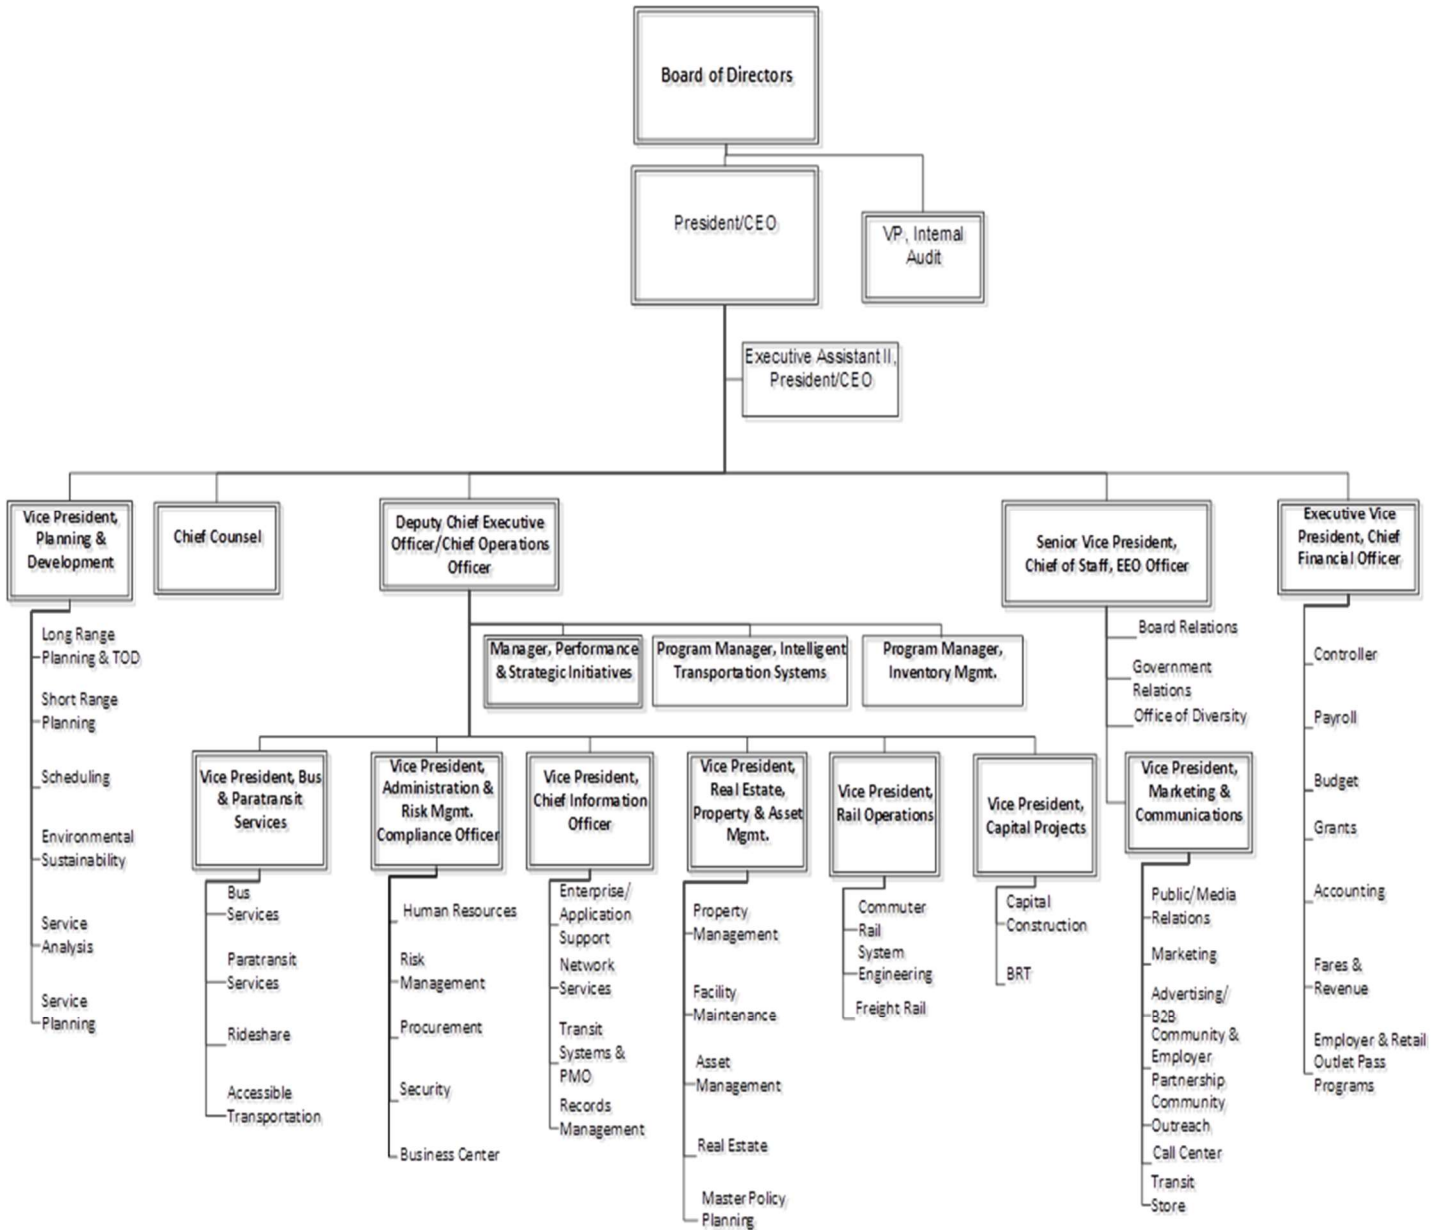 Board of Directors
President/CEO
VP, Internal
Audit
Executive Assistant II,
President/CEO
Vice President,
Planning &
Development
Chief Counsel
Deputy Chief Executive
Officer/Chief Operations
Officer
Senior Vice President,
Chief of Staff, EEO Officer
Executive Vice
President, Chief
Financial Officer
Long Range
Planning & TOD
Short Range
Planning
Scheduling
Environmental
Sustainability
Service
Analysis
Service
Planning
Manager, Performance
& Strategic Initiatives
Program Manager, Intelligent
Transportation Systems
Program Manager,
Inventory Mgmt.
Board Relations
Government
Relations
Office of Diversity
Controller
Payroll
Budget
Grants
Accounting
Fares &
Revenue
Employer & Retail
Outlet Pass
Programs
Vice President, Bus
& Paratransit
Services
Bus
Services
Paratransit
Services
Rideshare
Accessible
Transportation
Vice President,
Administration &
Risk Mgmt.
Compliance Officer
Human Resources
Risk
Management
Procurement
Security
Business Center
Vice President,
Chief Information
Officer
Enterprise/
Application
Support
Network
Services
Transit
Systems &
PMO
Records
Management
Vice President,
Real Estate,
Property & Asset
Mgmt.
Property
Management
Facility
Maintenance
Asset
Management
Real Estate
Master Policy
Planning
Vice President,
Rail Operations
Commuter
Rail
System
Engineering
Freight Rail
Vice President,
Capital Projects
Capital
Construction
BRT
Vice President,
Marketing &
Communications
Public/Media
Relations
Marketing
Advertising/
B2B
Community &
Employer
Partnership
Community
Outreach
Call Center
Transit
Store